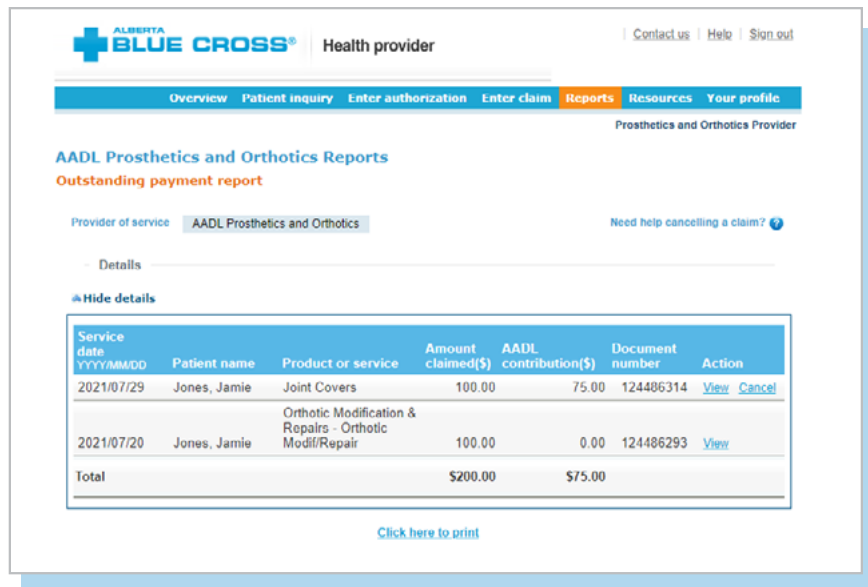 ALBERTA
BLUE CROSS® Health provider
Contact us | Help | Sign out
Overview Patient inquiry Enter authorization Enter claim Reports Resources Your profile
Prosthetics and Orthotics Provider
AADL Prosthetics and Orthotics Reports
Outstanding payment report
Provider of service AADL Prosthetics and Orthotics Need help cancelling a claim? ?
Details
Hide details
Service
date Amount AADL Document
YYYY/MM/DD Patient name Product or service claimed($) contribution($) number Action
2021/07/29 Jones, Jamie Joint Covers 100.00 75.00 124486314 View Cancel
Orthotic Modification &
Repairs - Orthotic
2021/07/20 Jones, Jamie Modif/Repair 100.00 0.00 124486293 View
Total $200.00 $75.00
Click here to print